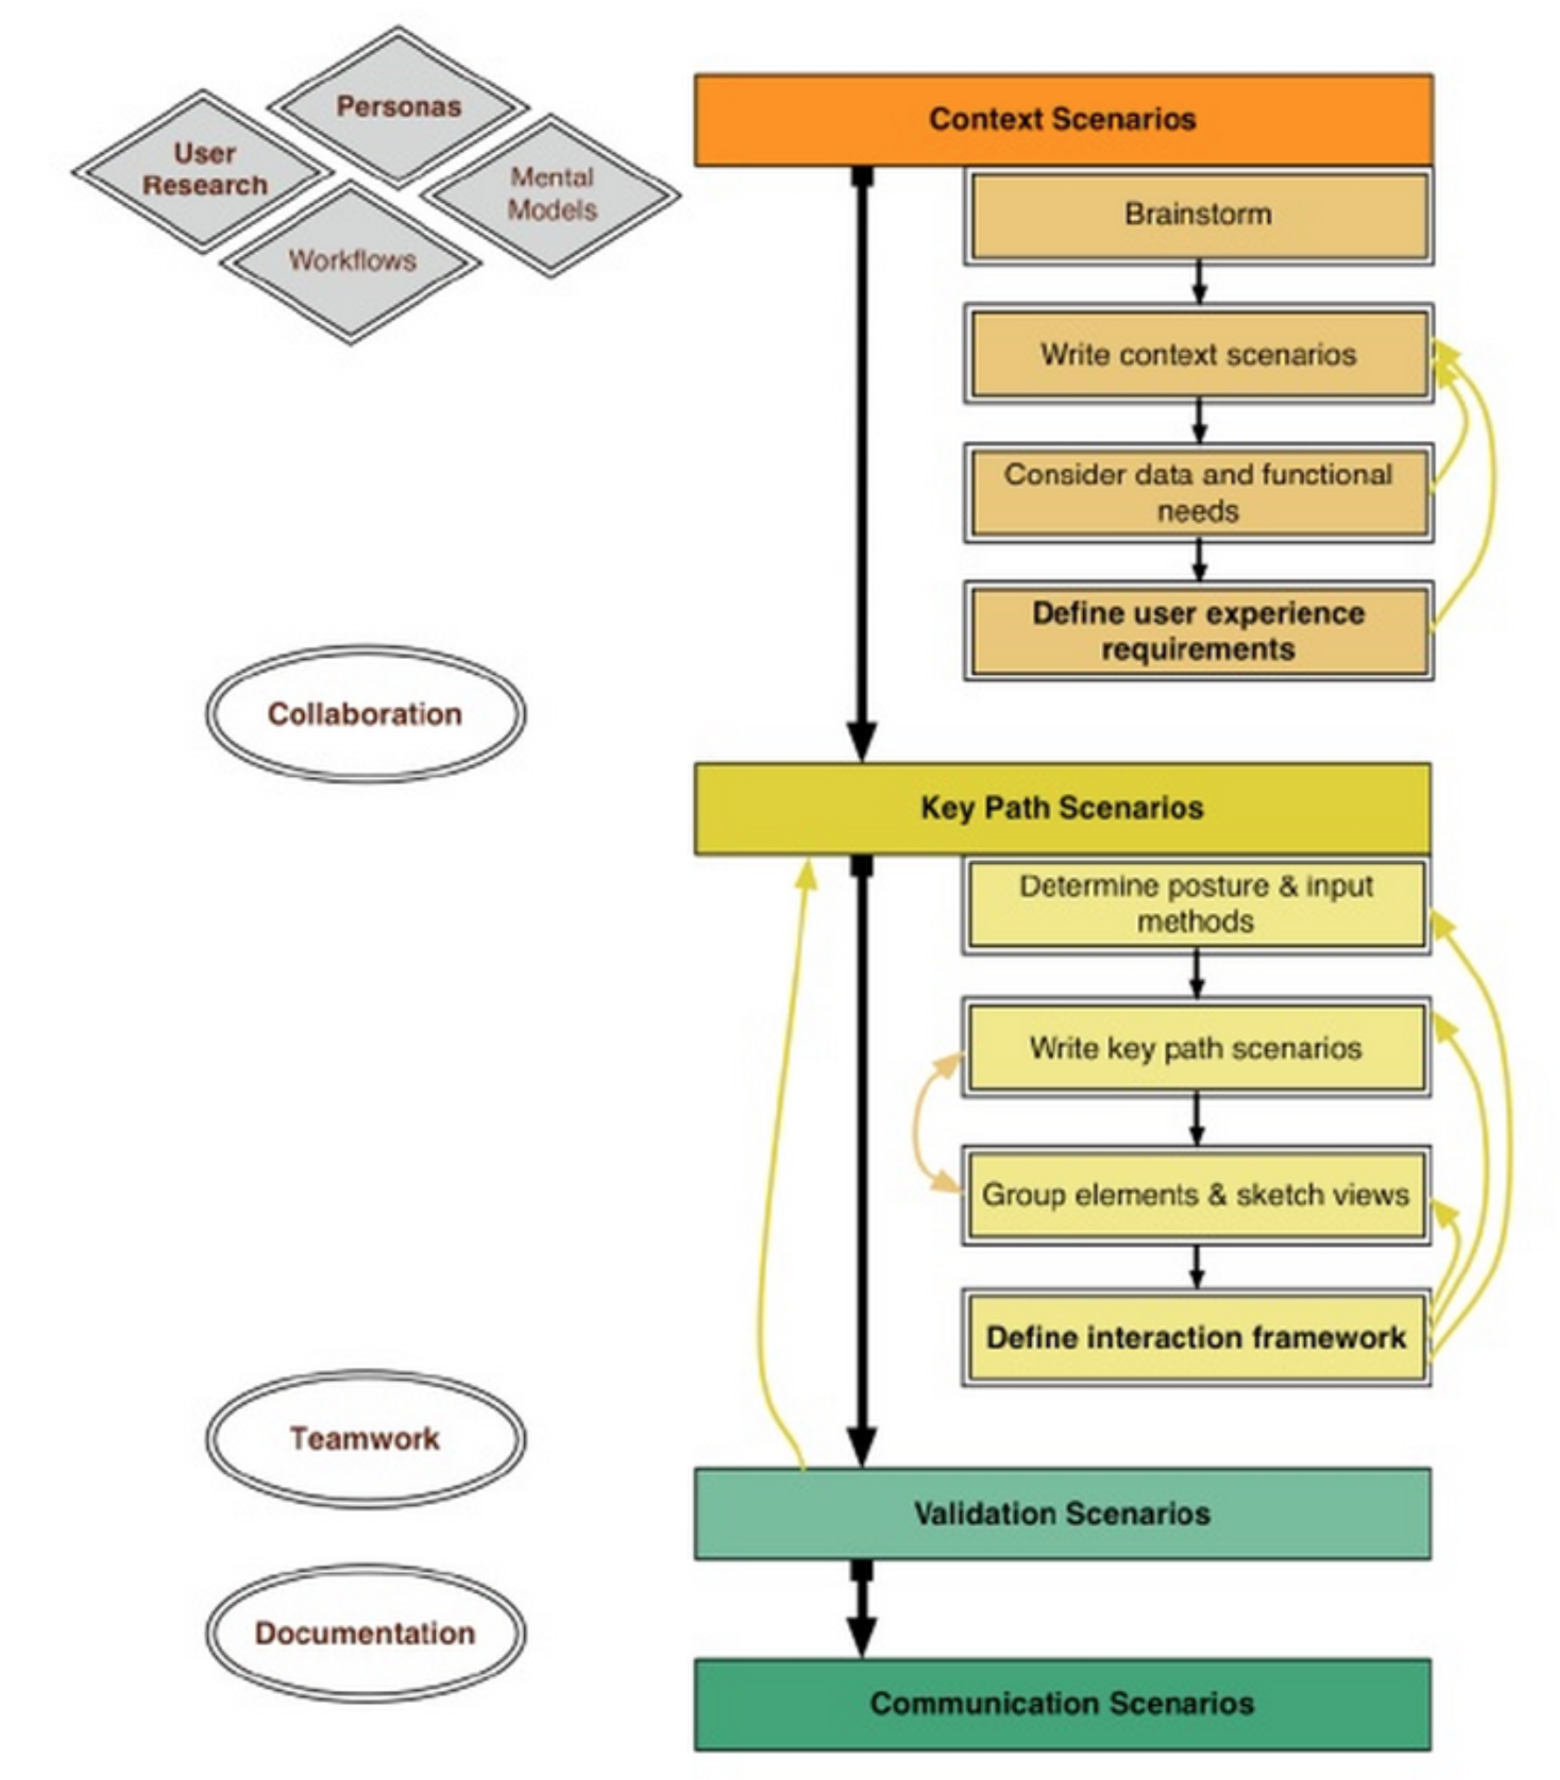 Personas
User
Research
Mental
Models
Workflows
Context Scenarios
Brainstorm
Write context scenarios
Consider data and functional
needs
Define user experience
requirements
Collaboration
Key Path Scenarios
Determine posture & input
methods
Write key path scenarios
Group elements & sketch views
Define interaction framework
Teamwork
Validation Scenarios
Documentation
Communication Scenarios